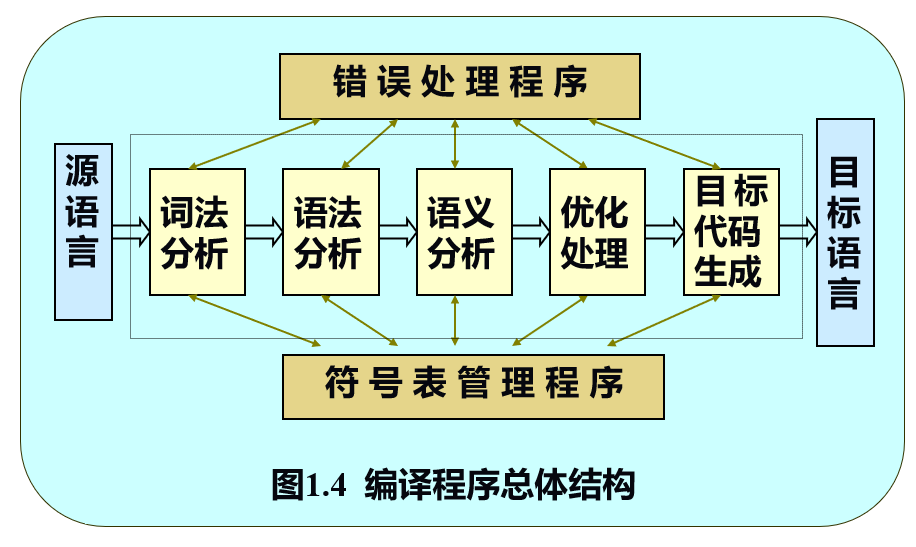 错误处理程序
源
语
言
词法
分析
语法
分析
语义
分析
优化
处理
目标
代码
生成
目
标
语
言
符号表管理程序
图1.4 编译程序总体结构